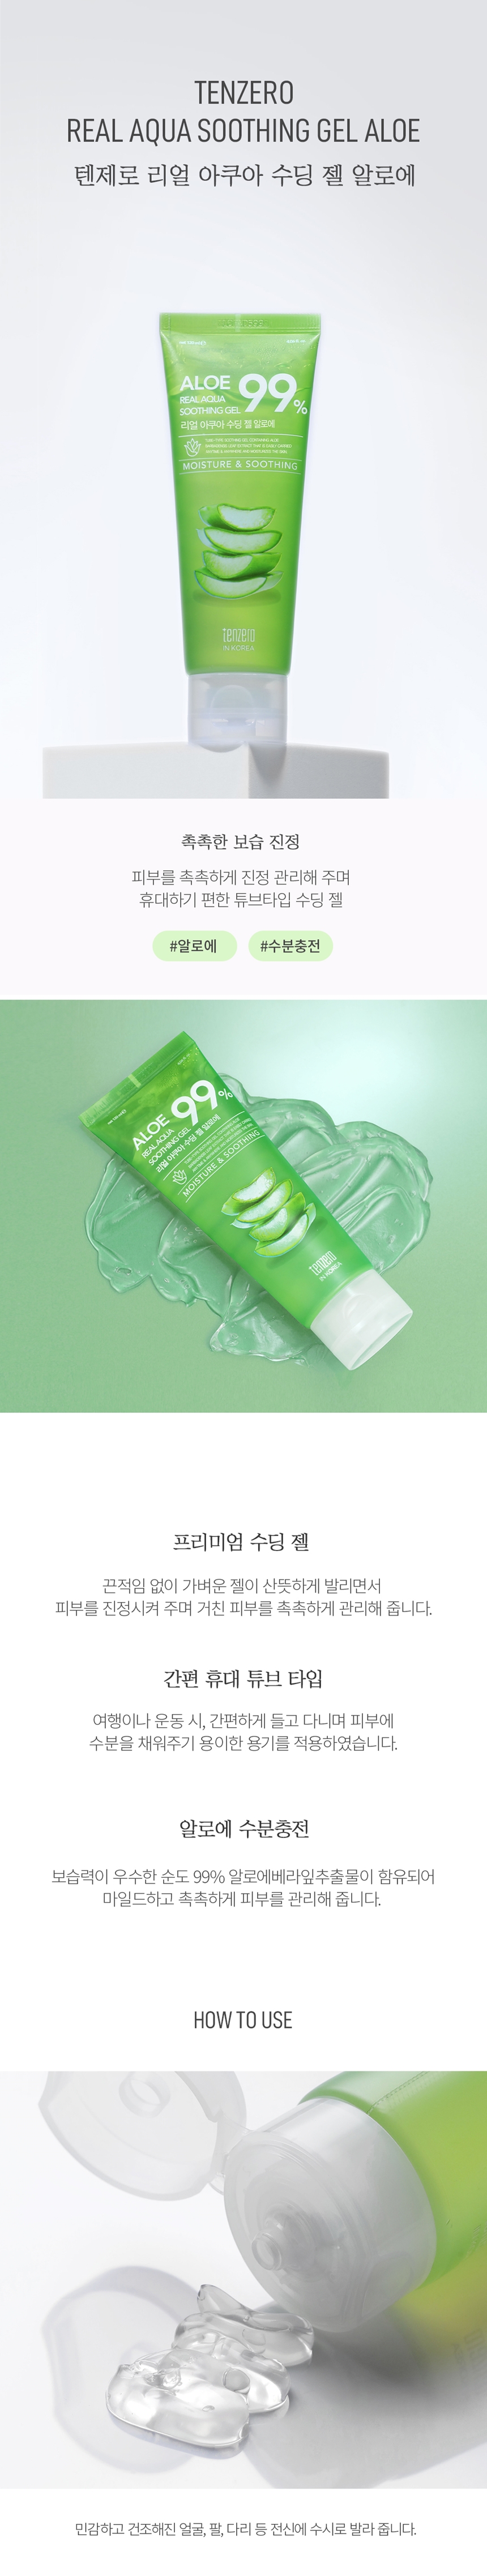 TENZERO
REAL AQUA SOOTHING GEL ALOE
텐제로 리얼 아쿠아 수딩 젤 알로에
ALOE 99%
REAL AQUA
SOOTHING GEL
리얼 아쿠아 수딩 젤 알로에
MOISTURE & SOOTHING
tenzero
IN KOREA
촉촉한 보습 진정
피부를 촉촉하게 진정 관리해 주며
휴대하기 편한 튜브타입 수딩 젤
#알로에 #수분충전
ALOE 99%
REAL AQUA
SOOTHING GEL
리얼 아쿠아 수딩 젤 알로에
MOISTURE & SOOTHING
tenzero
IN KOREA
프리미엄 수딩 젤
끈적임 없이 가벼운 젤이 산뜻하게 발리면서
피부를 진정시켜 주며 거친 피부를 촉촉하게 관리해 줍니다.
간편 휴대 튜브 타입
여행이나 운동 시, 간편하게 들고 다니며 피부에
수분을 채워주기 용이한 용기를 적용하였습니다.
알로에 수분충전
보습력이 우수한 순도 99% 알로에베라잎추출물이 함유되어
마일드하고 촉촉하게 피부를 관리해 줍니다.
HOW TO USE
민감하고 건조해진 얼굴, 팔, 다리 등 전신에 수시로 발라 줍니다.